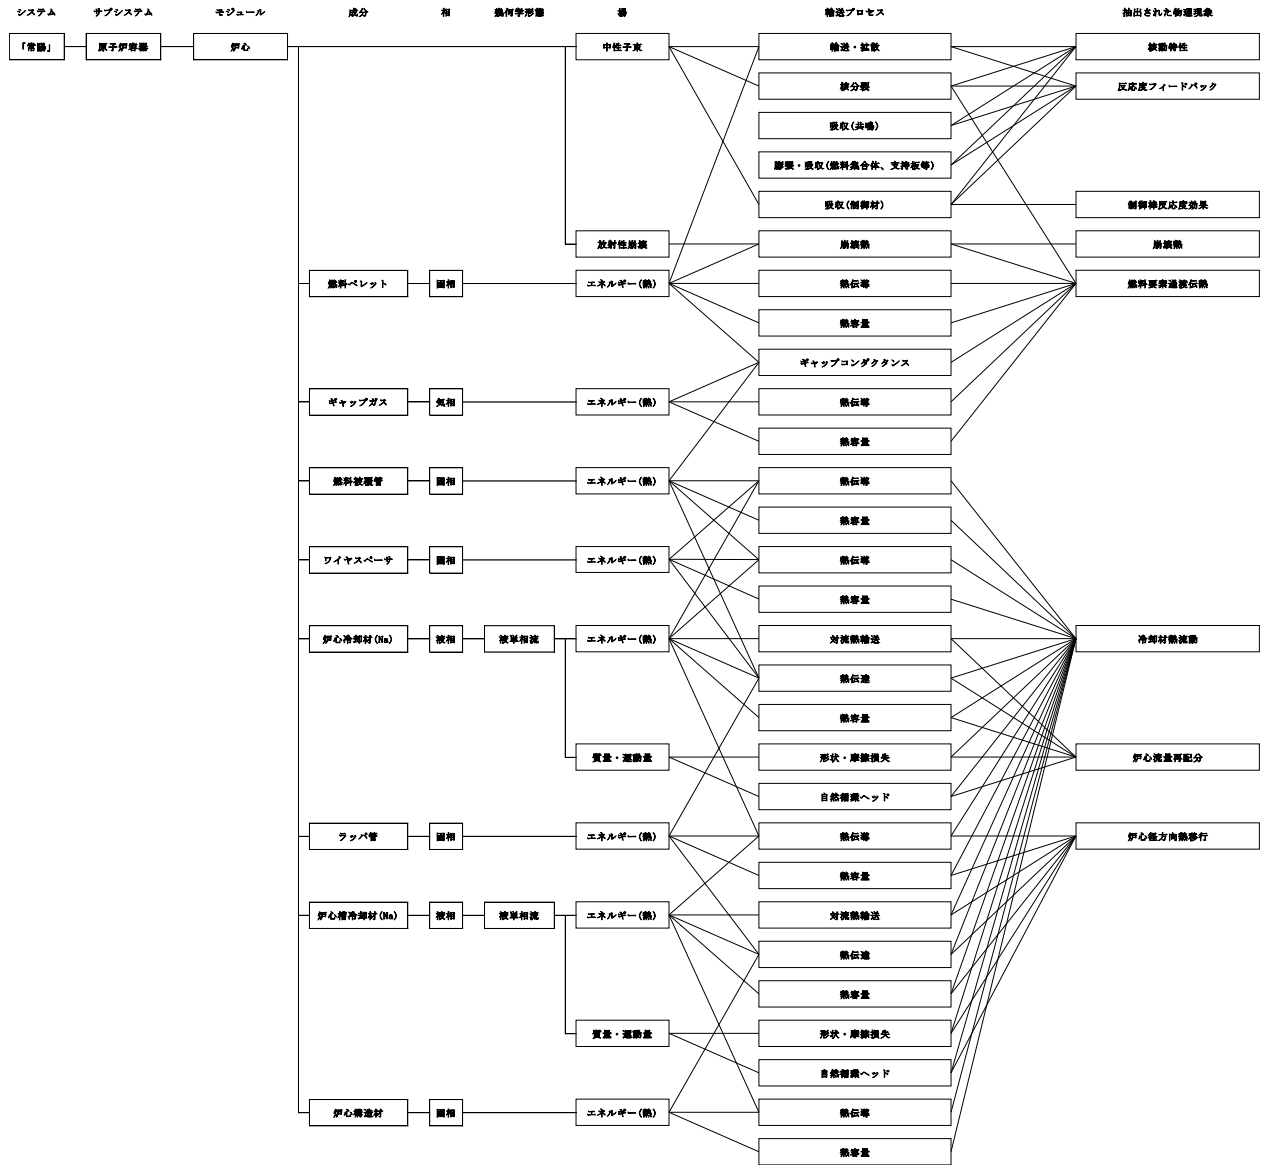 システム サブシステム モジュール 成分 相 幾何学形態 場 輸送プロセス 抽出された物理現象
「常陽」 原子炉容器 炉心 中性子束 輸送・拡散 核動特性
核分裂 反応度フィードバック
吸収(共鳴)
膨張・吸収(燃料集合体、支持板等)
吸収(制御材) 制御棒反応度効果
放射性崩壊 崩壊熱 崩壊熱
燃料ペレット 固相 エネルギー(熱) 熱伝導 燃料要素過渡伝熱
熱容量
ギャップコンダクタンス
ギャップガス 気相 エネルギー(熱) 熱伝導
熱容量
燃料被覆管 固相 エネルギー(熱) 熱伝導
熱容量
ワイヤスペーサ 固相 エネルギー(熱) 熱伝導
熱容量
炉心冷却材(Na) 液相 液単相流 エネルギー(熱) 対流熱輸送 冷却材熱流動
熱伝達
熱容量
質量・運動量 形状・摩擦損失 炉心流量再配分
自然循環ヘッド
ラッパ管 固相 エネルギー(熱) 熱伝導 炉心径方向熱移行
熱容量
炉心槽冷却材(Na) 液相 液単相流 エネルギー(熱) 対流熱輸送
熱伝達
熱容量
質量・運動量 形状・摩擦損失
自然循環ヘッド
炉心構造材 固相 エネルギー(熱) 熱伝導
熱容量